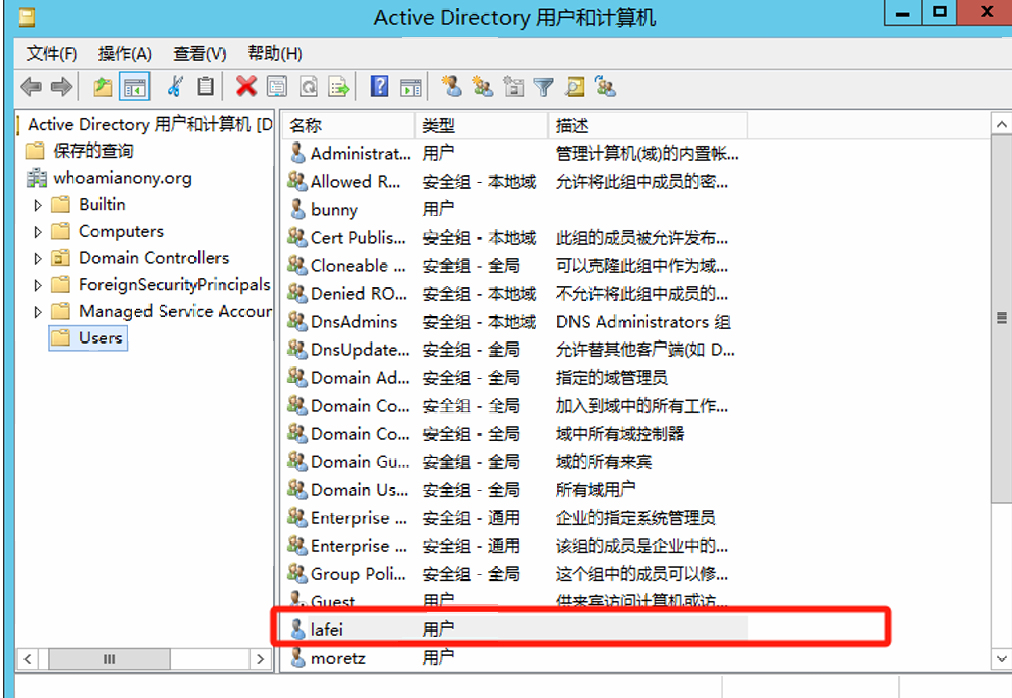 Active Directory 用户和计算机
文件(F) 操作(A) 查看(V) 帮助(H)
Active Directory 用户和计算机 [D
保存的查询
whoamianony.org
Builtin
Computers
Domain Controllers
ForeignSecurityPrincipals
Managed Service Accour
Users
名称 类型 描述
Administrat... 用户 管理计算机(域)的内置帐...
Allowed R... 安全组 - 本地域 允许将此组中成员的密...
bunny 用户
Cert Publis... 安全组 - 本地域 此组的成员被允许发布...
Cloneable ... 安全组 - 全局 可以克隆此组中作为域...
Denied RO... 安全组 - 本地域 不允许将此组中成员的...
DnsAdmins 安全组 - 本地域 DNS Administrators 组
DnsUpdate... 安全组 - 全局 允许替其他客户端(如 D...
Domain Ad... 安全组 - 全局 指定的域管理员
Domain Co... 安全组 - 全局 加入到域中的所有工作...
Domain Co... 安全组 - 全局 域中所有域控制器
Domain Gu... 安全组 - 全局 域的所有来宾
Domain Us... 安全组 - 全局 所有域用户
Enterprise ... 安全组 - 通用 企业的指定系统管理员
Enterprise ... 安全组 - 通用 该组的成员是企业中的...
Group Poli... 安全组 - 全局 这个组中的成员可以修...
Guest 用户 供来宾访问计算机或访...
lafei 用户
moretz 用户